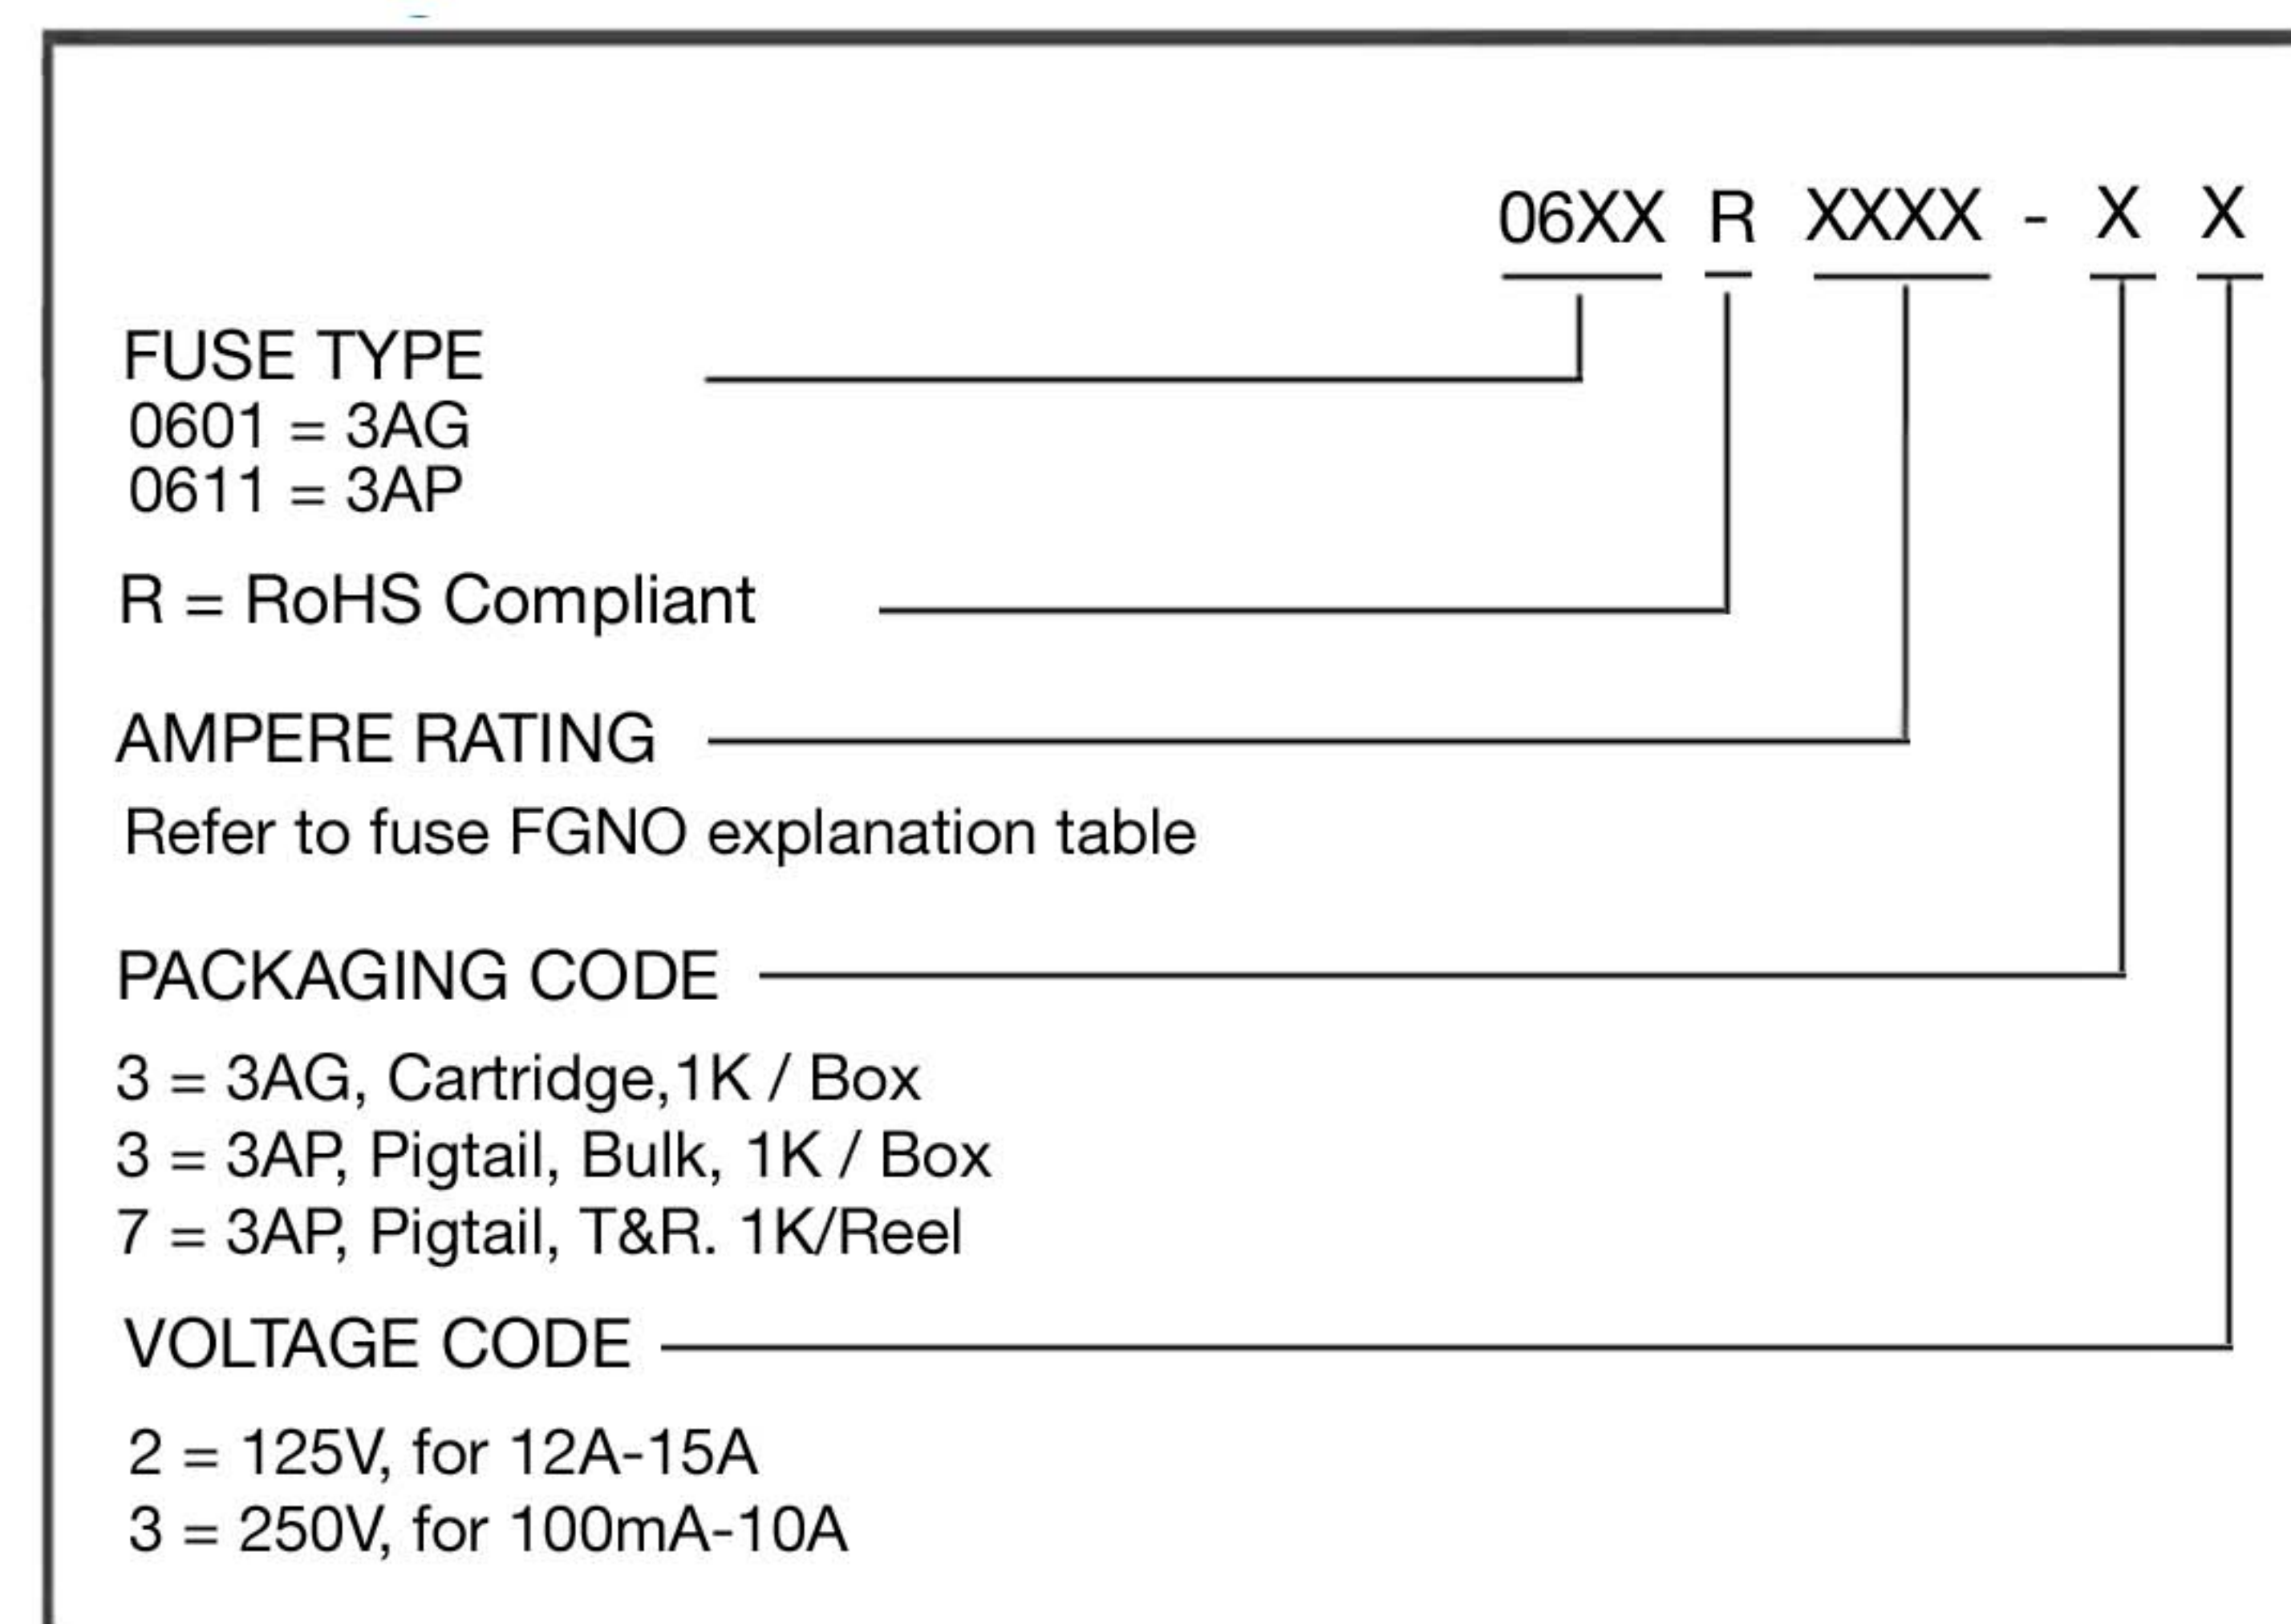 06XX R XXXX - X X
FUSE TYPE
0601 = 3AG
0611 = 3AP
R = RoHS Compliant
AMPERE RATING
Refer to fuse FGNO explanation table
PACKAGING CODE
3 = 3AG, Cartridge,1K / Box
3 = 3AP, Pigtail, Bulk, 1K / Box
7 = 3AP, Pigtail, T&R. 1K/Reel
VOLTAGE CODE
2 = 125V, for 12A-15A
3 = 250V, for 100mA-10A